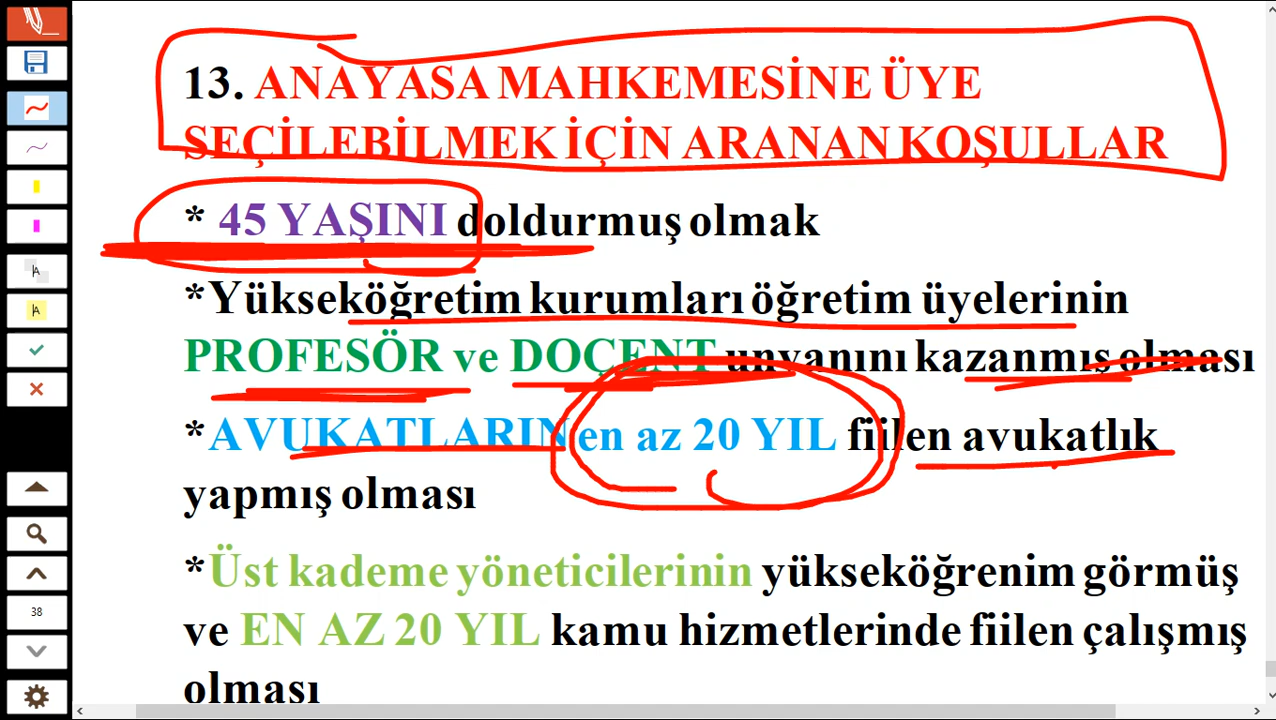 13. ANAYASA MAHKEMESİNE ÜYE
SEÇİLEBİLMEK İÇİN ARANAN KOŞULLAR
* 45 YAŞINI doldurmuş olmak
*Yükseköğretim kurumları öğretim üyelerinin
PROFESÖR ve DOÇENT unvanını kazanmış olması
*AVUKATLARIN en az 20 YIL fiilen avukatlık
yapmış olması
*Üst kademe yöneticilerinin yükseköğrenim görmüş
ve EN AZ 20 YIL kamu hizmetlerinde fiilen çalışmış
olması
A
A
38